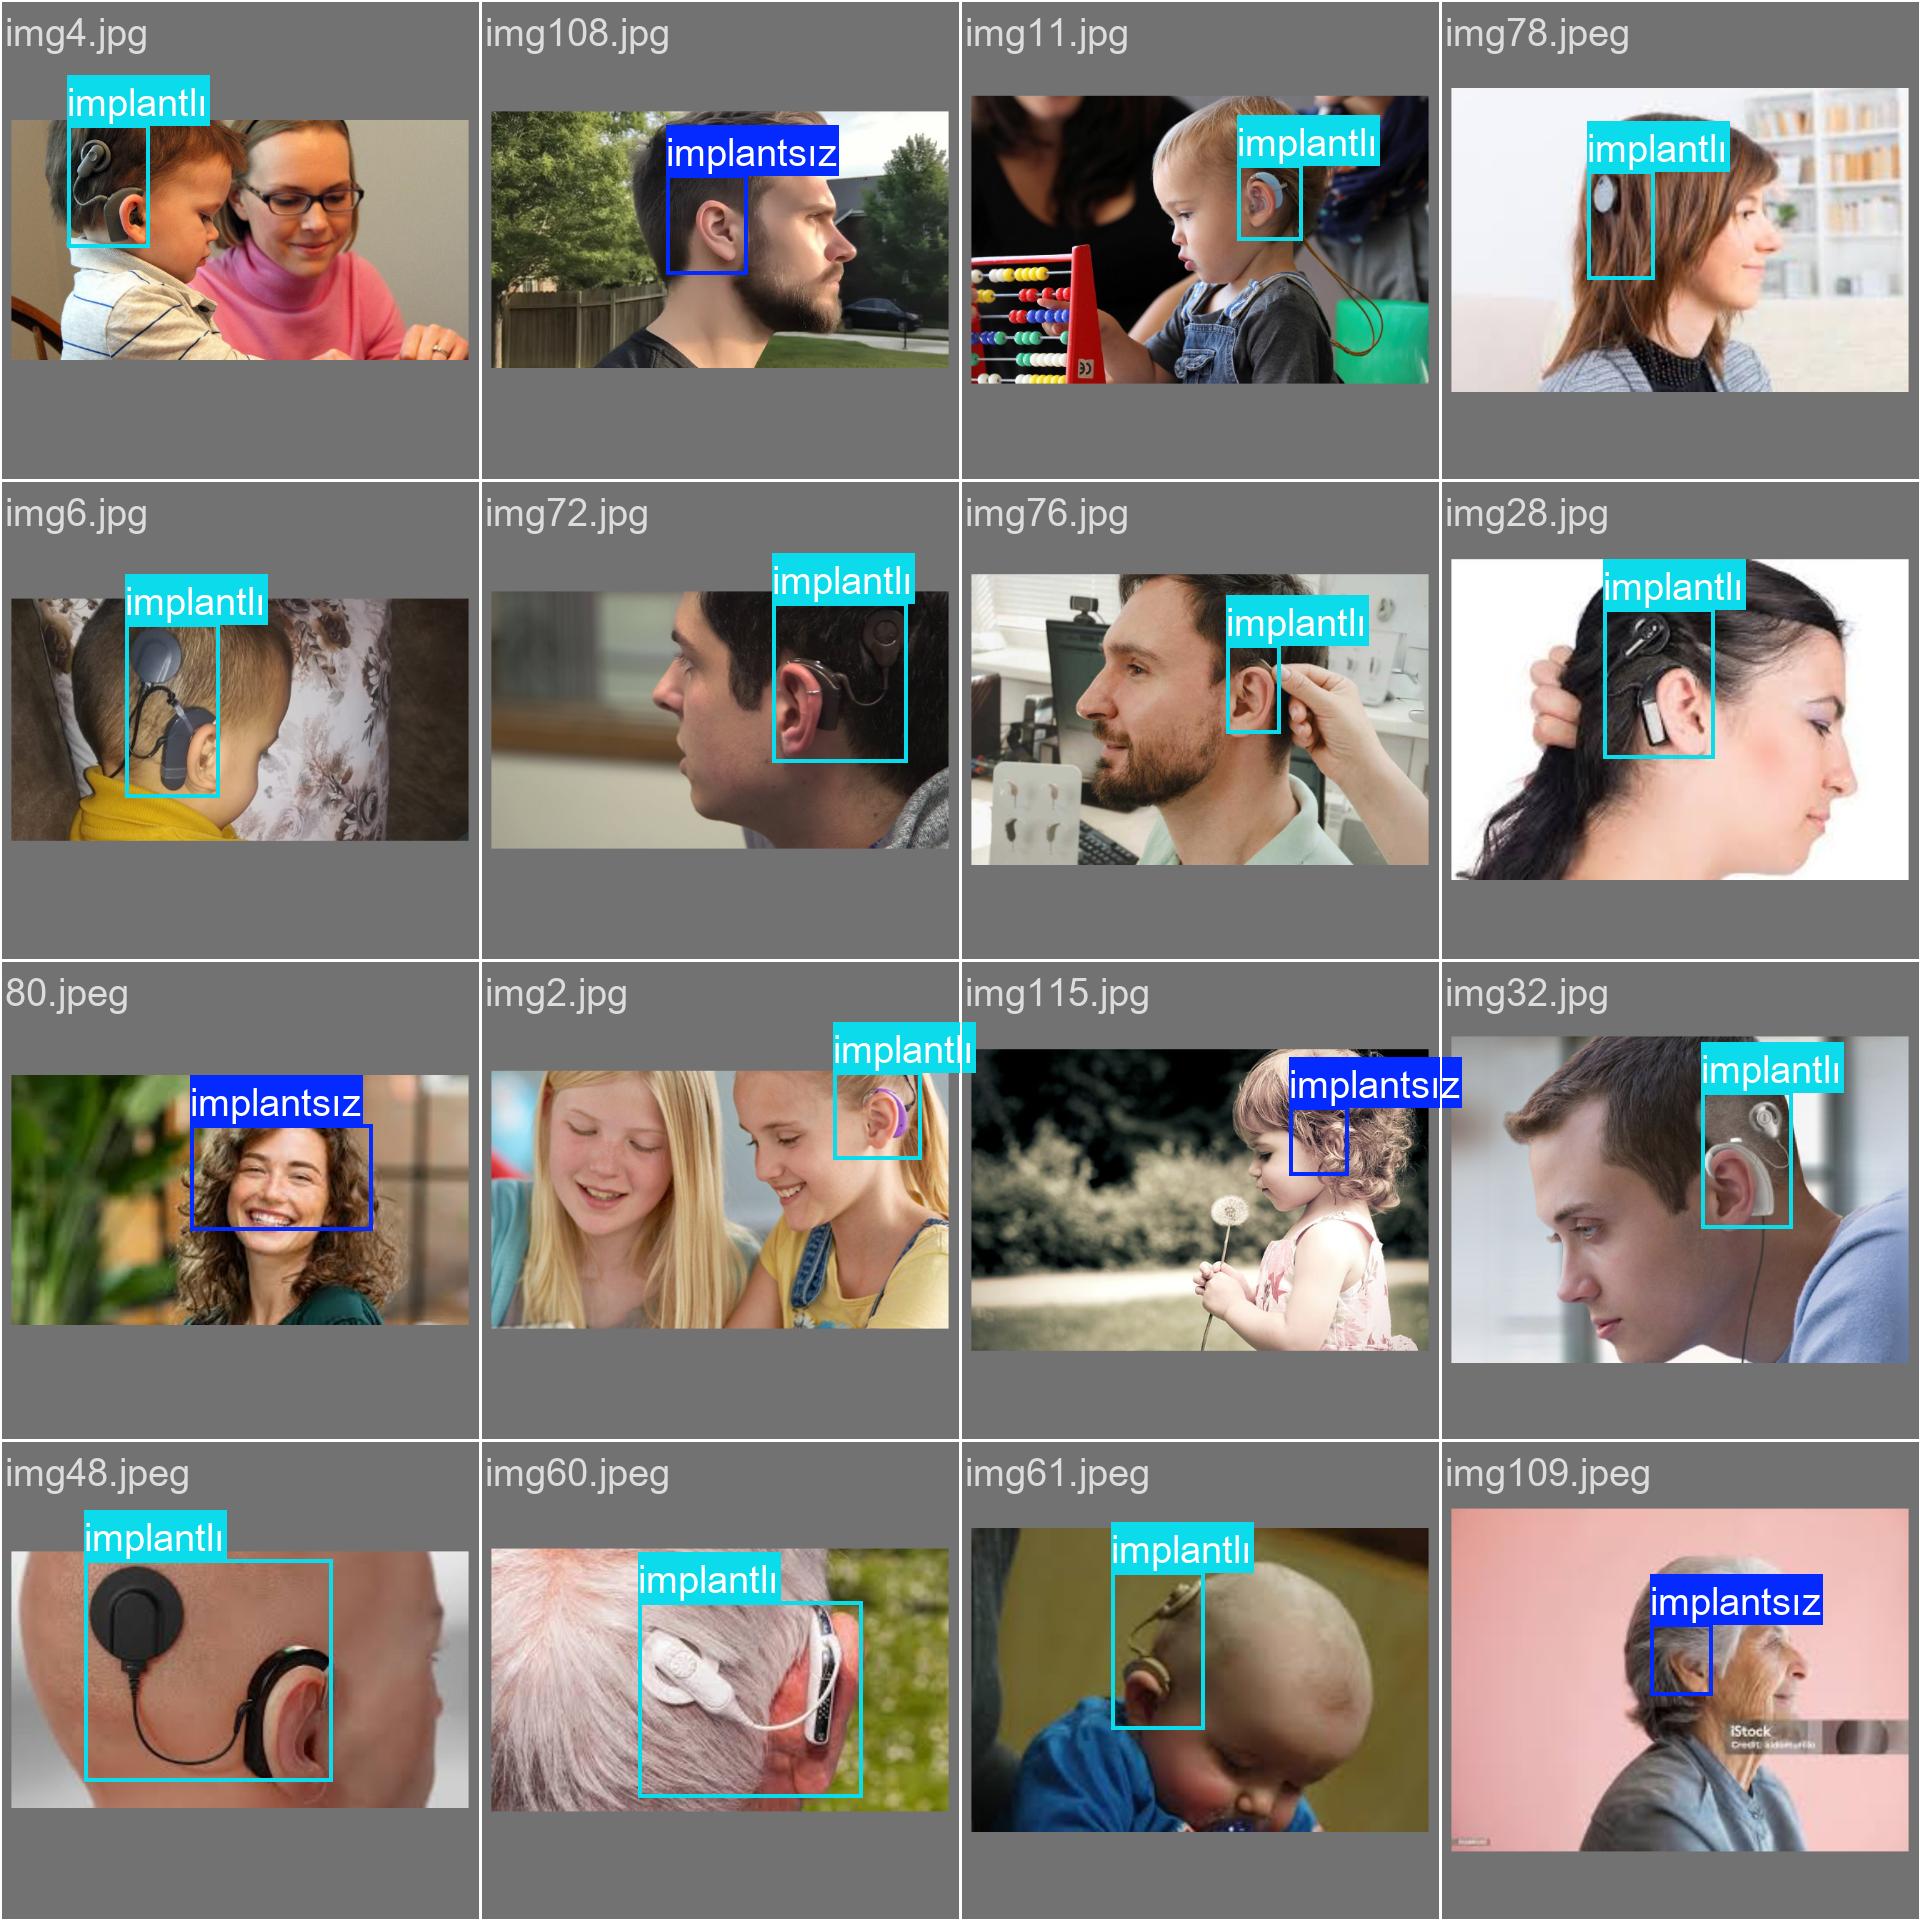 img4.jpg
implantlı
img108.jpg
implantsız
img11.jpg
implantlı
img78.jpeg
implantlı
img6.jpg
implantlı
img72.jpg
implantlı
img76.jpg
implantlı
img28.jpg
implantlı
80.jpeg
implantsız
img2.jpg
implantlı
img115.jpg
implantsız
img32.jpg
implantlı
img48.jpeg
implantlı
img60.jpeg
implantlı
img61.jpeg
implantlı
img109.jpeg
implantsız
iStock
Credit: